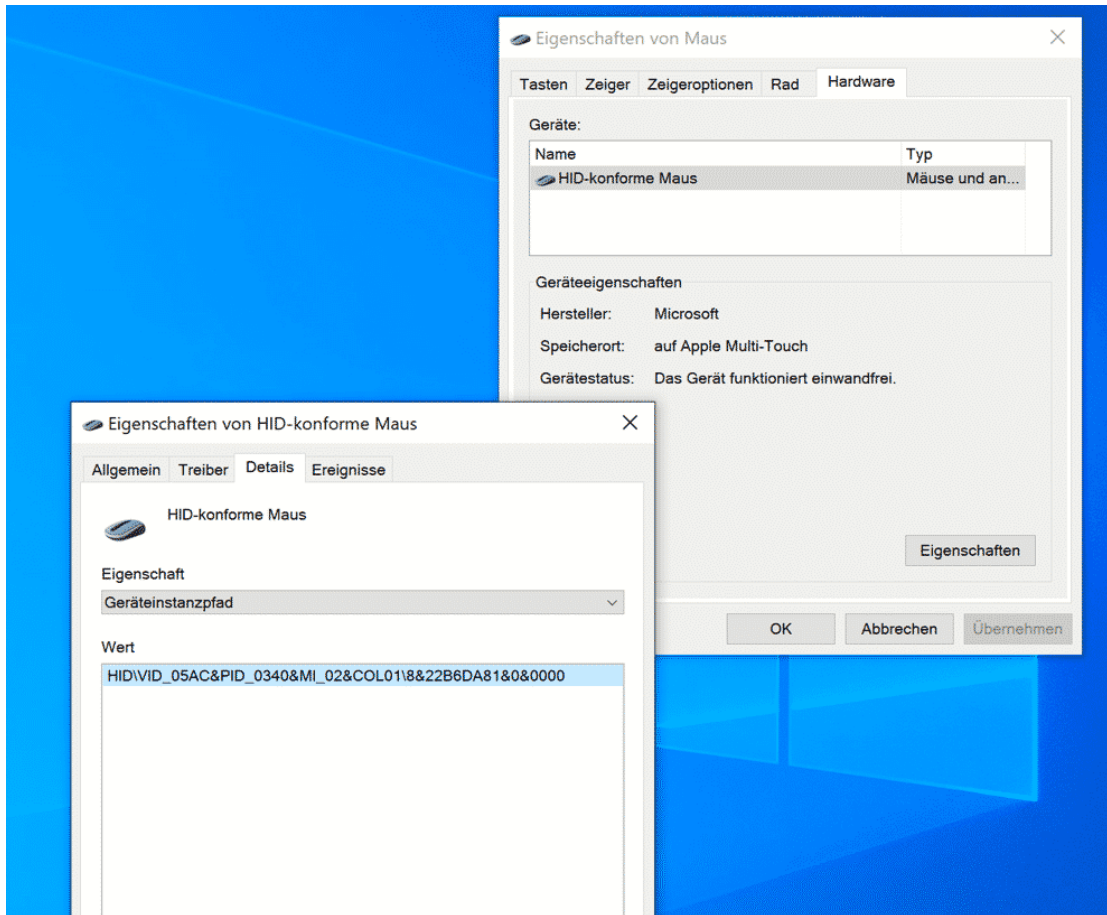 Eigenschaften von Maus
Tasten Zeiger Zeigeroptionen Rad Hardware
Geräte:
Name Typ
HID-konforme Maus Mäuse und an...
Geräteeigenschaften
Hersteller: Microsoft
Speicherort: auf Apple Multi-Touch
Gerätestatus: Das Gerät funktioniert einwandfrei.
Eigenschaften
OK Abbrechen Übernehmen
Eigenschaften von HID-konforme Maus
Allgemein Treiber Details Ereignisse
HID-konforme Maus
Eigenschaft
Geräteinstanzpfad
Wert
HID\VID_05AC&PID_0340&MI_02&COL01\8&22B6DA81&0&0000